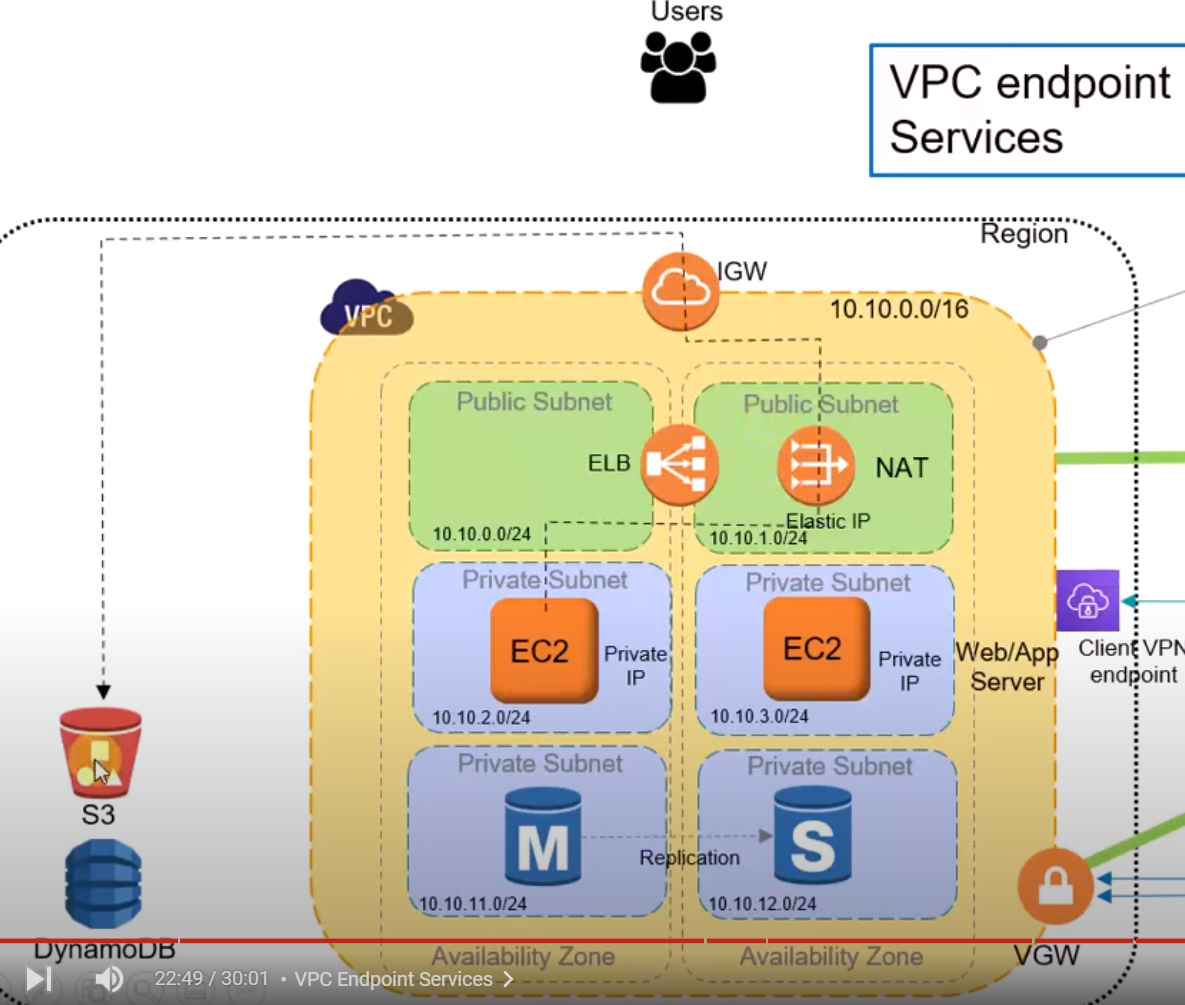 Users
VPC endpoint
Services
Region
IGW
VPC
10.10.0.0/16
Public Subnet
Public Subnet
ELB
NAT
Elastic IP
10.10.0.0/24
10.10.1.0/24
Private Subnet
Private Subnet
EC2
EC2
Private
IP
Private
IP
Web/App
Server
Client VPN
endpoint
10.10.2.0/24
10.10.3.0/24
Private Subnet
Private Subnet
S3
M
S
Replication
10.10.11.0/24
10.10.12.0/24
DynamoDB
Availability Zone
Availability Zone
VGW
22:49 / 30:01 • VPC Endpoint Services